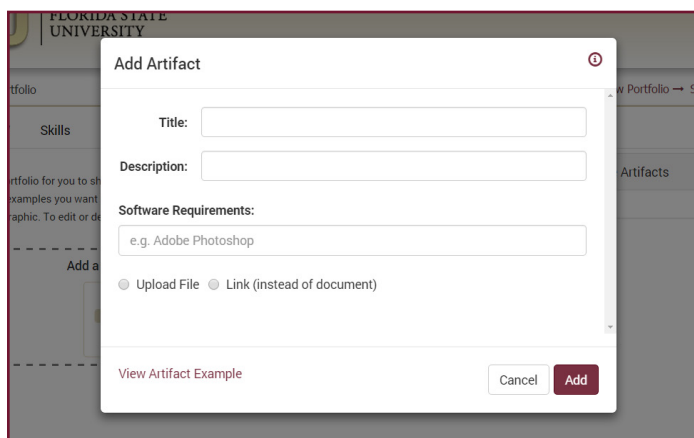 FLORIDA STATE
UNIVERSITY
Add Artifact
tfolio
w Portfolio → S
Skills
Title:
Artifacts
Description:
rtfolio for you to sh
examples you want
raphic. To edit or de
Software Requirements:
e.g. Adobe Photoshop
Add a
Upload File Link (instead of document)
View Artifact Example
Cancel Add